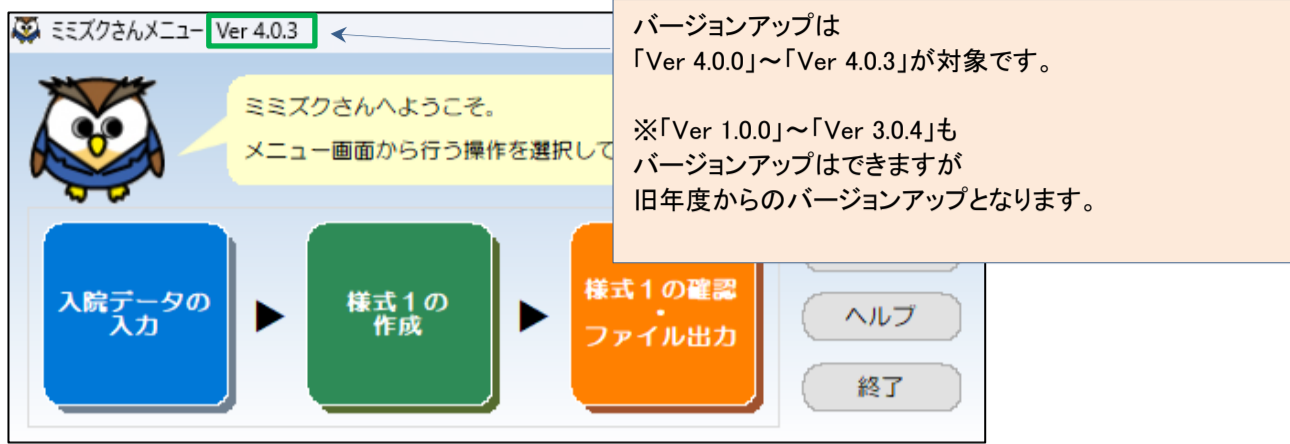 ミミズクさんメニュー Ver 4.0.3
バージョンアップは
「Ver 4.0.0」～「Ver 4.0.3」が対象です。
※「Ver 1.0.0」～「Ver 3.0.4」も
バージョンアップはできますが
旧年度からのバージョンアップとなります。
ミミズクさんへようこそ。
メニュー画面から行う操作を選択して
入院データの
入力
▶
様式１の
作成
▶
様式１の確認
・
ファイル出力
ヘルプ
終了